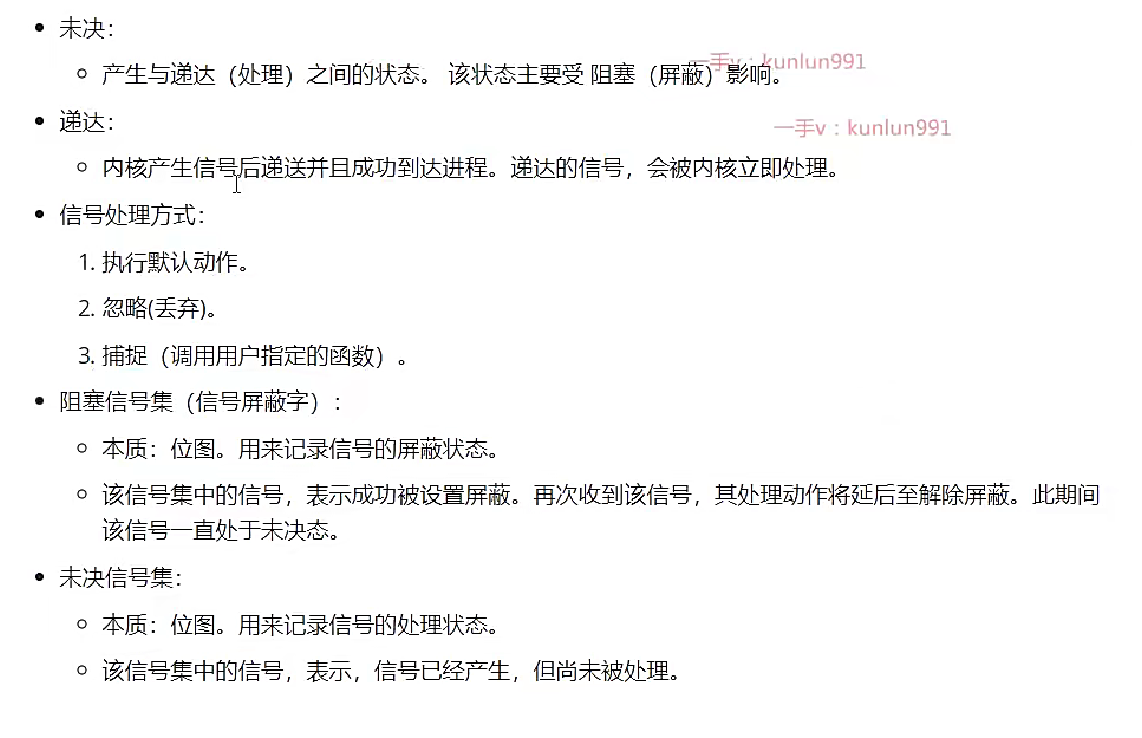 未决：
产生与递达（处理）之间的状态。 该状态主要受 阻塞（屏蔽）影响。
一手v：kunlun991
递达：
一手v：kunlun991
内核产生信号后递送并且成功到达进程。递达的信号，会被内核立即处理。
信号处理方式：
1. 执行默认动作。
2. 忽略(丢弃)。
3. 捕捉（调用用户指定的函数）。
阻塞信号集（信号屏蔽字）：
本质：位图。用来记录信号的屏蔽状态。
该信号集中的信号，表示成功被设置屏蔽。再次收到该信号，其处理动作将延后至解除屏蔽。此期间
该信号一直处于未决态。
未决信号集：
本质：位图。用来记录信号的处理状态。
该信号集中的信号，表示，信号已经产生，但尚未被处理。